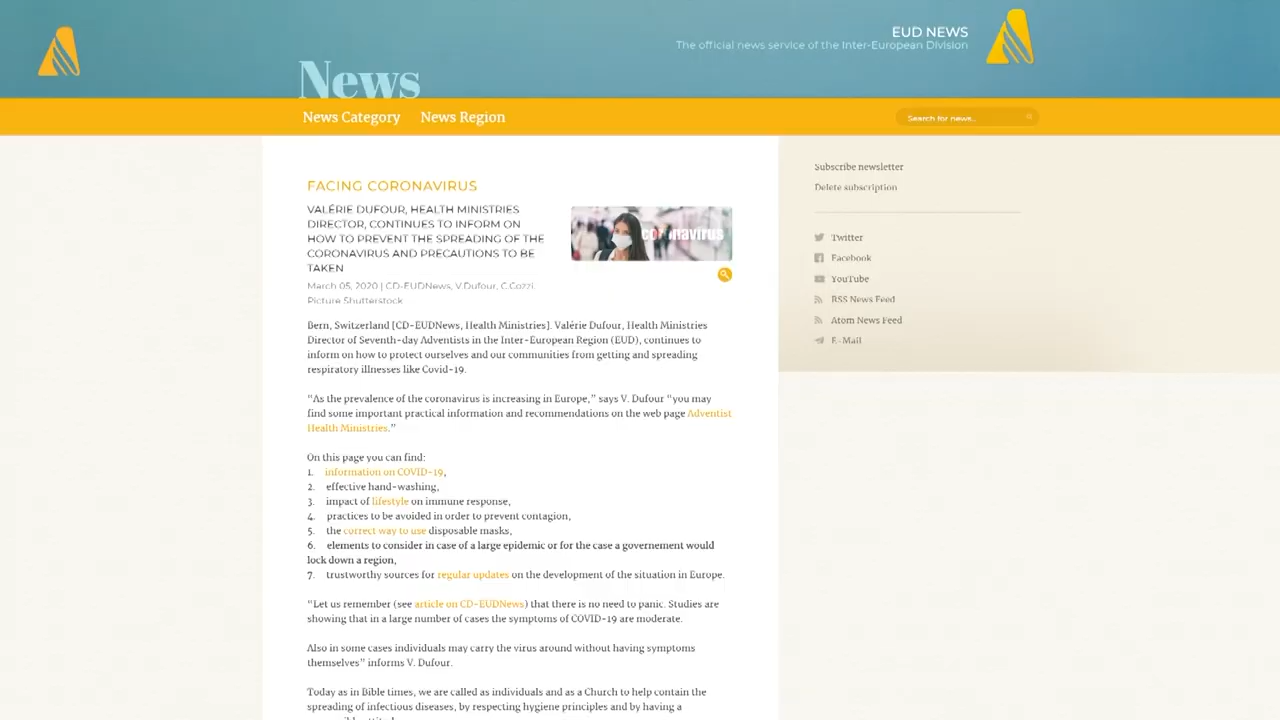 EUD NEWS
The official news service of the Inter-European Division
News
News Category News Region
Search for news..
FACING CORONAVIRUS
VALÉRIE DUFOUR, HEALTH MINISTRIES
DIRECTOR, CONTINUES TO INFORM ON
HOW TO PREVENT THE SPREADING OF THE
CORONAVIRUS AND PRECAUTIONS TO BE
TAKEN
March 05, 2020 | CD-EUDNews, V.Dufour, C.Cozzi,
Picture Shutterstock
coronavirus
Bern, Switzerland [CD-EUDNews, Health Ministries]. Valérie Dufour, Health Ministries
Director of Seventh-day Adventists in the Inter-European Region (EUD), continues to
inform on how to protect ourselves and our communities from getting and spreading
respiratory illnesses like Covid-19.
"As the prevalence of the coronavirus is increasing in Europe," says V. Dufour "you may
find some important practical information and recommendations on the web page Adventist
Health Ministries."
On this page you can find:
1. information on COVID-19,
2. effective hand-washing,
3. impact of lifestyle on immune response,
4. practices to be avoided in order to prevent contagion,
5. the correct way to use disposable masks,
6. elements to consider in case of a large epidemic or for the case a governement would
lock down a region,
7. trustworthy sources for regular updates on the development of the situation in Europe.
"Let us remember (see article on CD-EUDNews) that there is no need to panic. Studies are
showing that in a large number of cases the symptoms of COVID-19 are moderate.
Also in some cases individuals may carry the virus around without having symptoms
themselves" informs V. Dufour.
Today as in Bible times, we are called as individuals and as a Church to help contain the
spreading of infectious diseases, by respecting hygiene principles and by having a
Subscribe newsletter
Delete subscription
Twitter
Facebook
YouTube
RSS News Feed
Atom News Feed
E-Mail